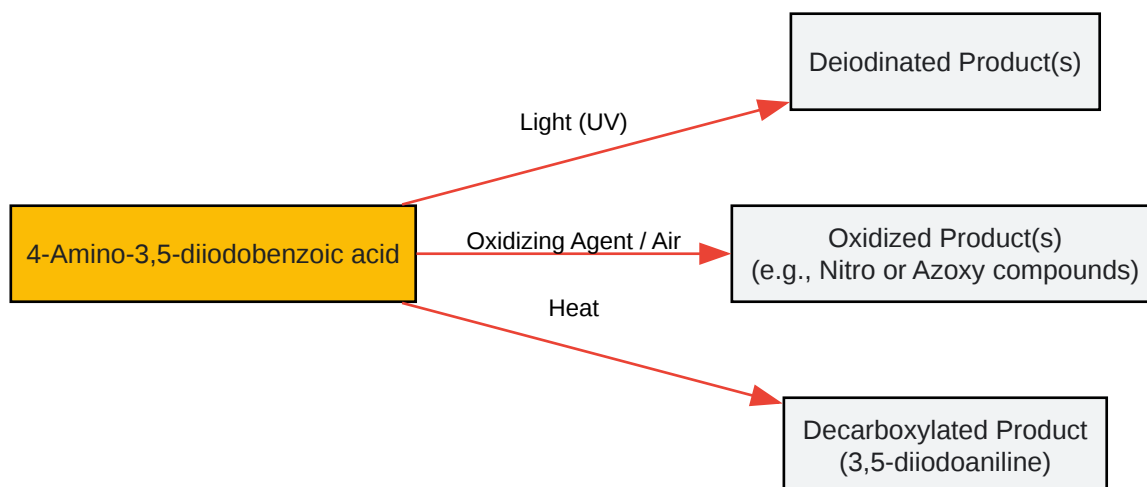 Deiodinated Product(s)
Light (UV)
4-Amino-3,5-diiodobenzoic acid
Oxidizing Agent / Air
Oxidized Product(s)
(e.g., Nitro or Azoxy compounds)
Heat
Decarboxylated Product
(3,5-diiodoaniline)